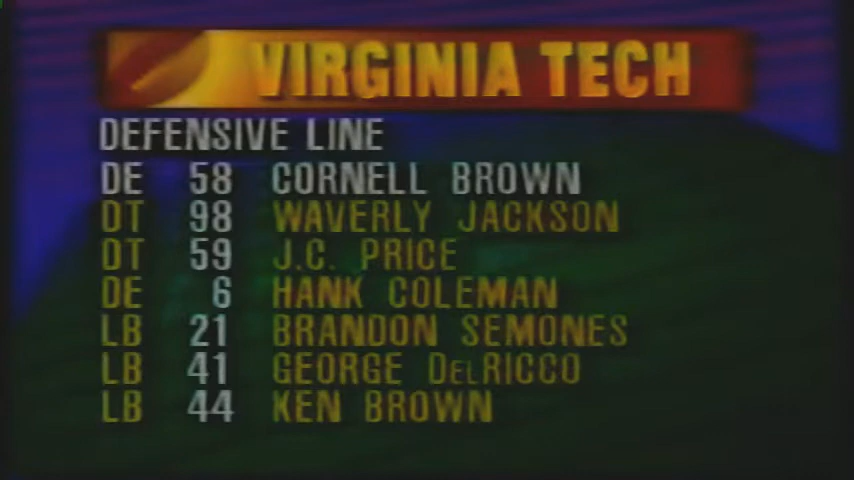 VIRGINIA TECH
DEFENSIVE LINE
DE 58 CORNELL BROWN
DT 98 WAVERLY JACKSON
DT 59 J.C. PRICE
DE 6 HANK COLEMAN
LB 21 BRANDON SEMONES
LB 41 GEORGE DELRICCO
LB 44 KEN BROWN